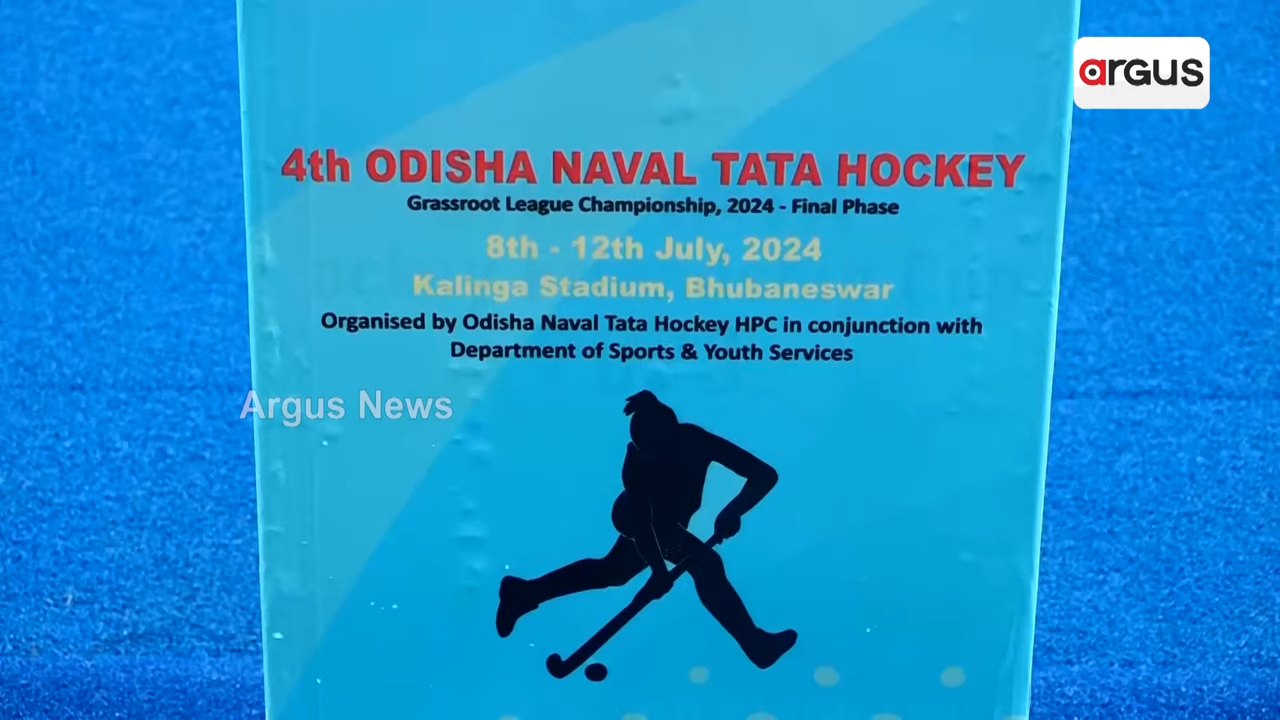 argus
4th ODISHA NAVAL TATA HOCKEY
Grassroot League Championship, 2024 - Final Phase
8th - 12th July, 2024
Kalinga Stadium, Bhubaneswar
Organised by Odisha Naval Tata Hockey HPC in conjunction with
Department of Sports & Youth Services
Argus News